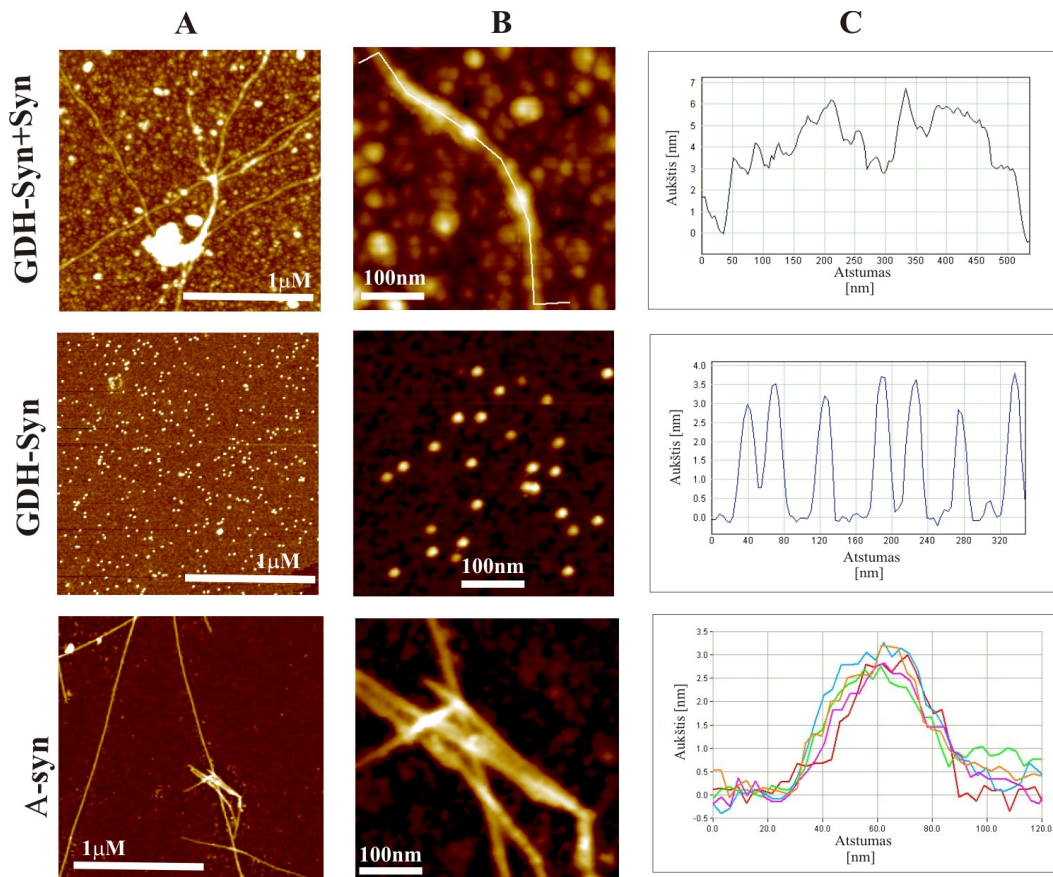 A
B
C
GDH-Syn+Syn
1μM
100nm
Aukštis [nm]
7
6
5
4
3
2
1
0
0 50 100 150 200 250 300 350 400 450 500
Atstumas
[nm]
GDH-Syn
1μM
100nm
Aukštis [nm]
4.0
3.5
3.0
2.5
2.0
1.5
1.0
0.5
0.0
0 40 80 120 160 200 240 280 320
Atstumas
[nm]
A-syn
1μM
100nm
Aukštis [nm]
3.5
3.0
2.5
2.0
1.5
1.0
0.5
0.0
-0.5
0.0 20.0 40.0 60.0 80.0 100.0 120.0
Atstumas
[nm]